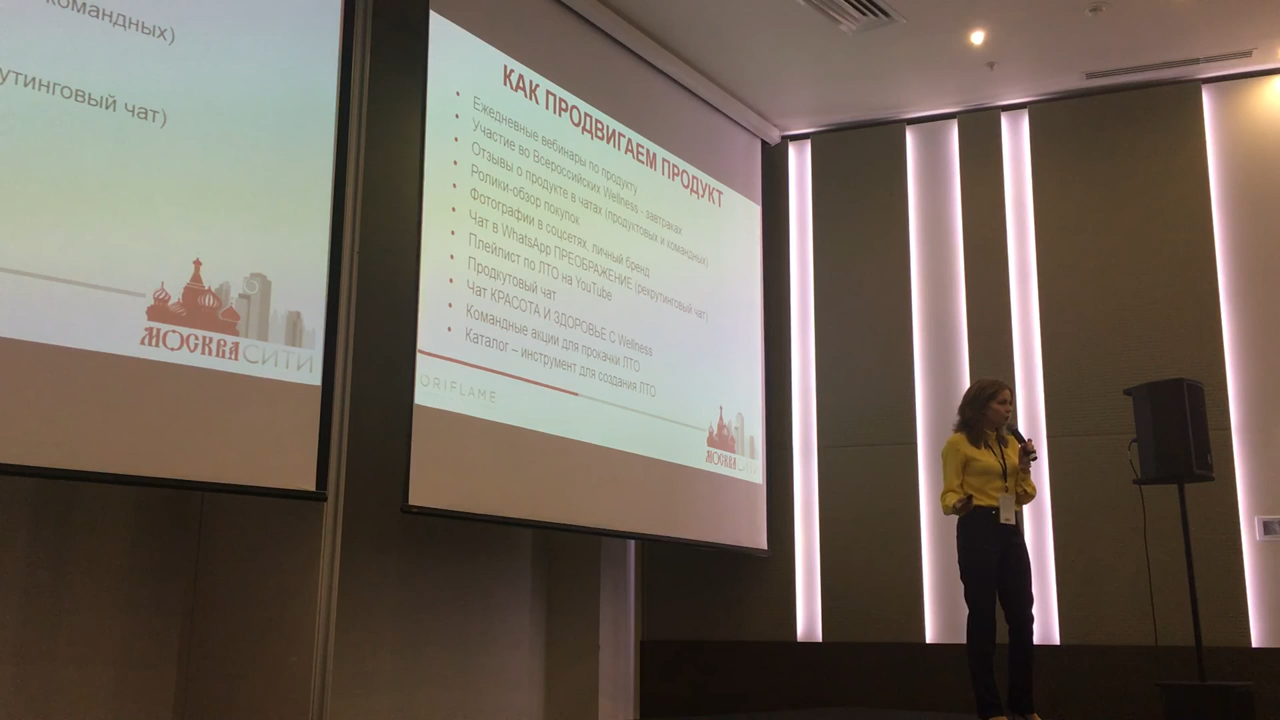 командных)
утинговый чат)
МОСКВА СИТИ
КАК ПРОДВИГАЕМ ПРОДУКТ
• Ежедневные вебинары по продукту
• Участие во Всероссийских Wellness - завтраках
• Отзывы о продукте в чатах (продуктовых и командных)
• Ролики-обзор покупок
• Фотографии в соцсетях, личный бренд
• Чат в WhatsApp ПРЕОБРАЖЕНИЕ (рекрутинговый чат)
• Плейлист по ЛТО на YouTube
• Продкутовый чат
• Чат КРАСОТА И ЗДОРОВЬЕ С Wellness
• Командные акции для прокачки ЛТО
• Каталог – инструмент для создания ЛТО
ORIFLAME
МОСКВА СИТИ